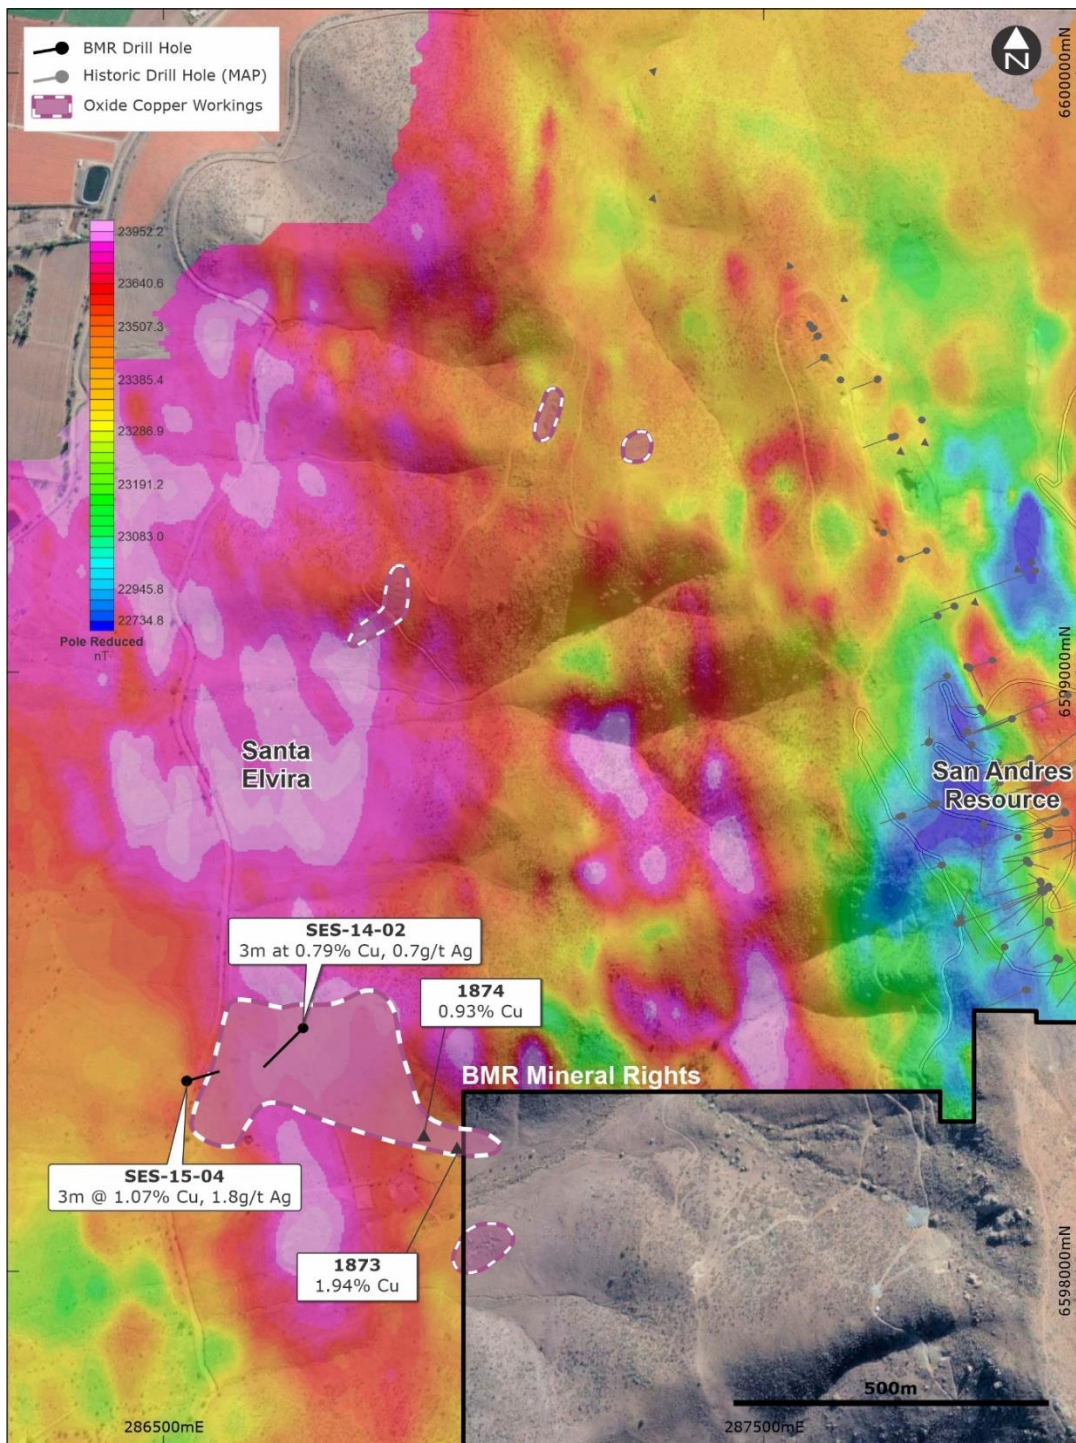 BMR Drill Hole
Historic Drill Hole (MAP)
Oxide Copper Workings
N
6600000mN
23952.2
23640.6
23507.3
23385.4
23286.9
23191.2
23083.0
22945.8
22734.8
Pole Reduced
nT
6599000mN
Santa
Elvira
San Andres
Resource
SES-14-02
3m at 0.79% Cu, 0.7g/t Ag
1874
0.93% Cu
BMR Mineral Rights
SES-15-04
3m @ 1.07% Cu, 1.8g/t Ag
1873
1.94% Cu
6598000mN
500m
286500mE
287500mE